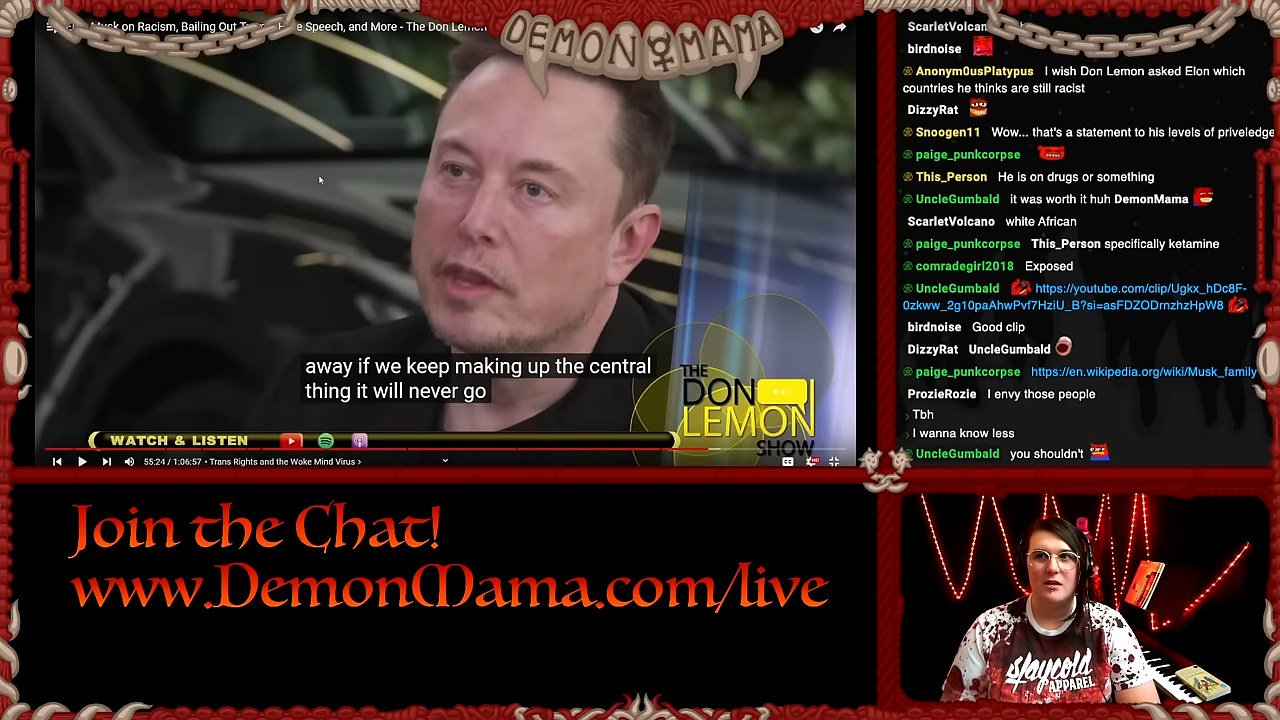 Musk on Racism, Bailing Out Speech, and More - The Don Lemon
DEMON MAMA
away if we keep making up the central
thing it will never go
THE
DON
LEMON
SHOW
WATCH & LISTEN
55:24 / 1:06:57 • Trans Rights and the Woke Mind Virus ›
ScarletVolcan
birdnoise
Anonym0usPlatypus I wish Don Lemon asked Elon which
countries he thinks are still racist
DizzyRat
Snoogen11 Wow... that's a statement to his levels of priveledge
paige_punkcorpse
This_Person He is on drugs or something
UncleGumbald it was worth it huh DemonMama
ScarletVolcano white African
paige_punkcorpse This_Person specifically ketamine
comradegirl2018 Exposed
UncleGumbald https://youtube.com/clip/Ugkx_hDc8F-
0zkww_2g10paAhwPvf7HziU_B?si=asFDZODrnzhzHpW8
birdnoise Good clip
DizzyRat UncleGumbald
paige_punkcorpse https://en.wikipedia.org/wiki/Musk_family
ProzieRozie I envy those people
Tbh
I wanna know less
UncleGumbald you shouldn't
Join the Chat!
www.DemonMama.com/live
slaycold
APPAREL